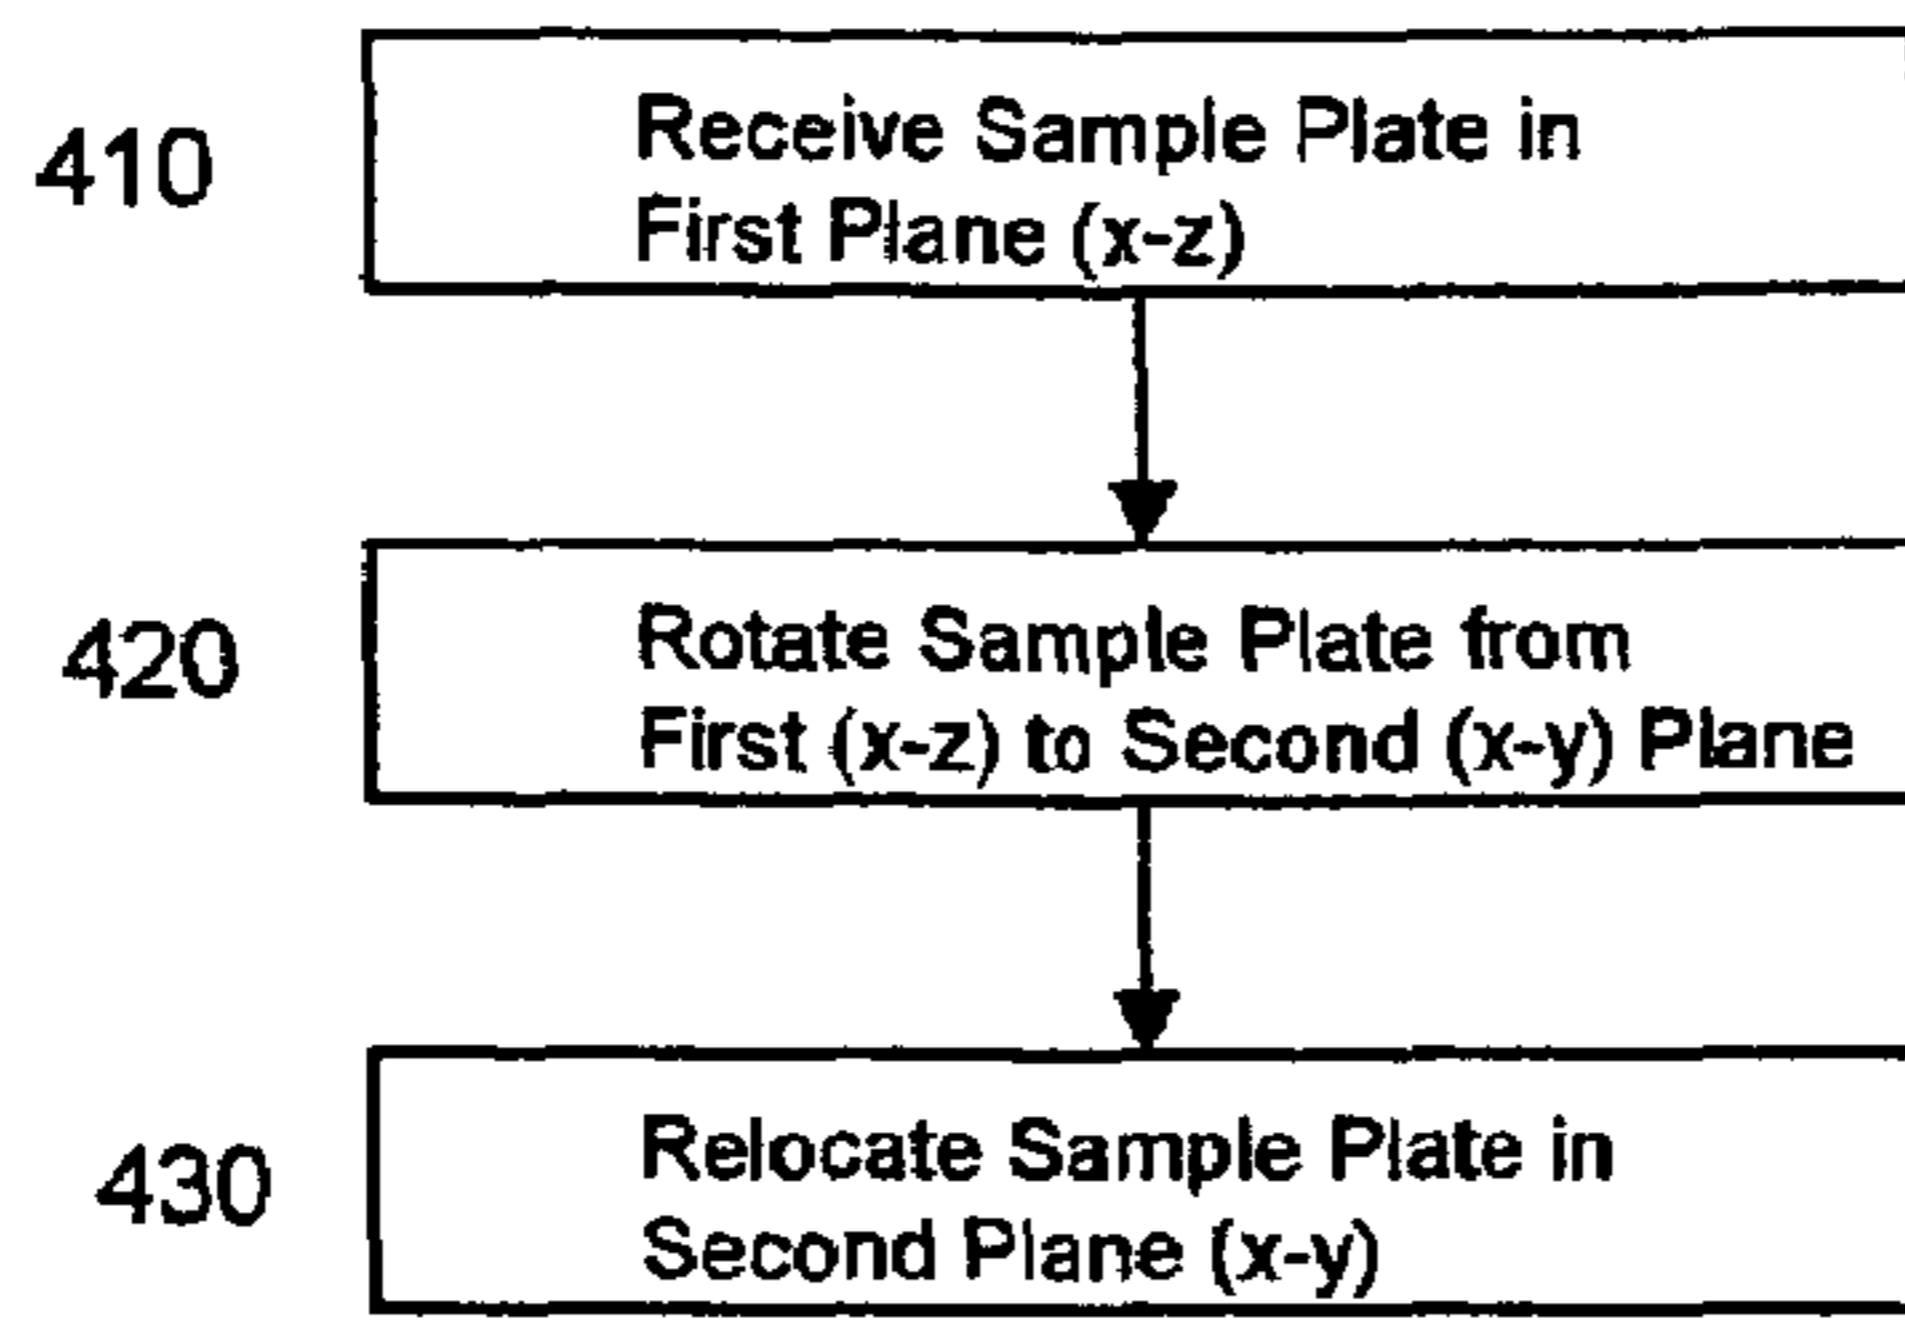 410
Receive Sample Plate in
First Plane (x-z)
420
Rotate Sample Plate from
First (x-z) to Second (x-y) Plane
430
Relocate Sample Plate in
Second Plane (x-y)